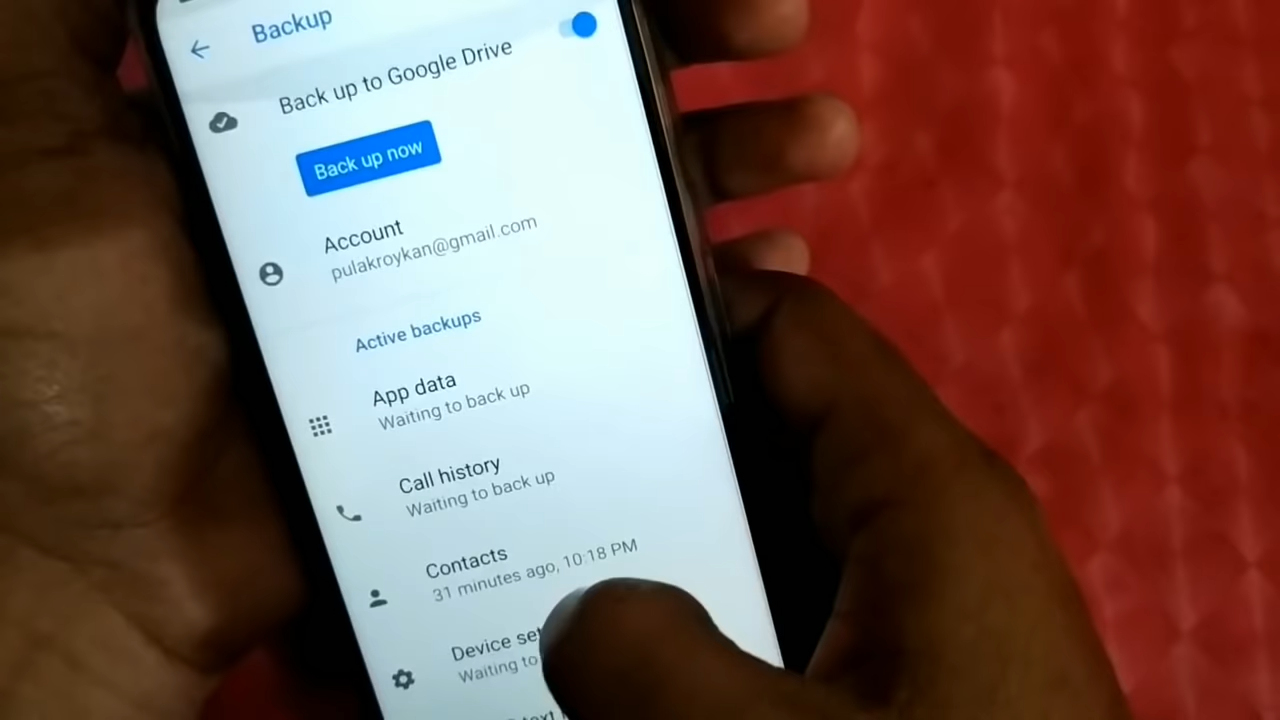 Backup
Back up to Google Drive
Back up now
Account
pulakroykan@gmail.com
Active backups
App data
Waiting to back up
Call history
Waiting to back up
Contacts
31 minutes ago, 10:18 PM
Device
Waiting to
text